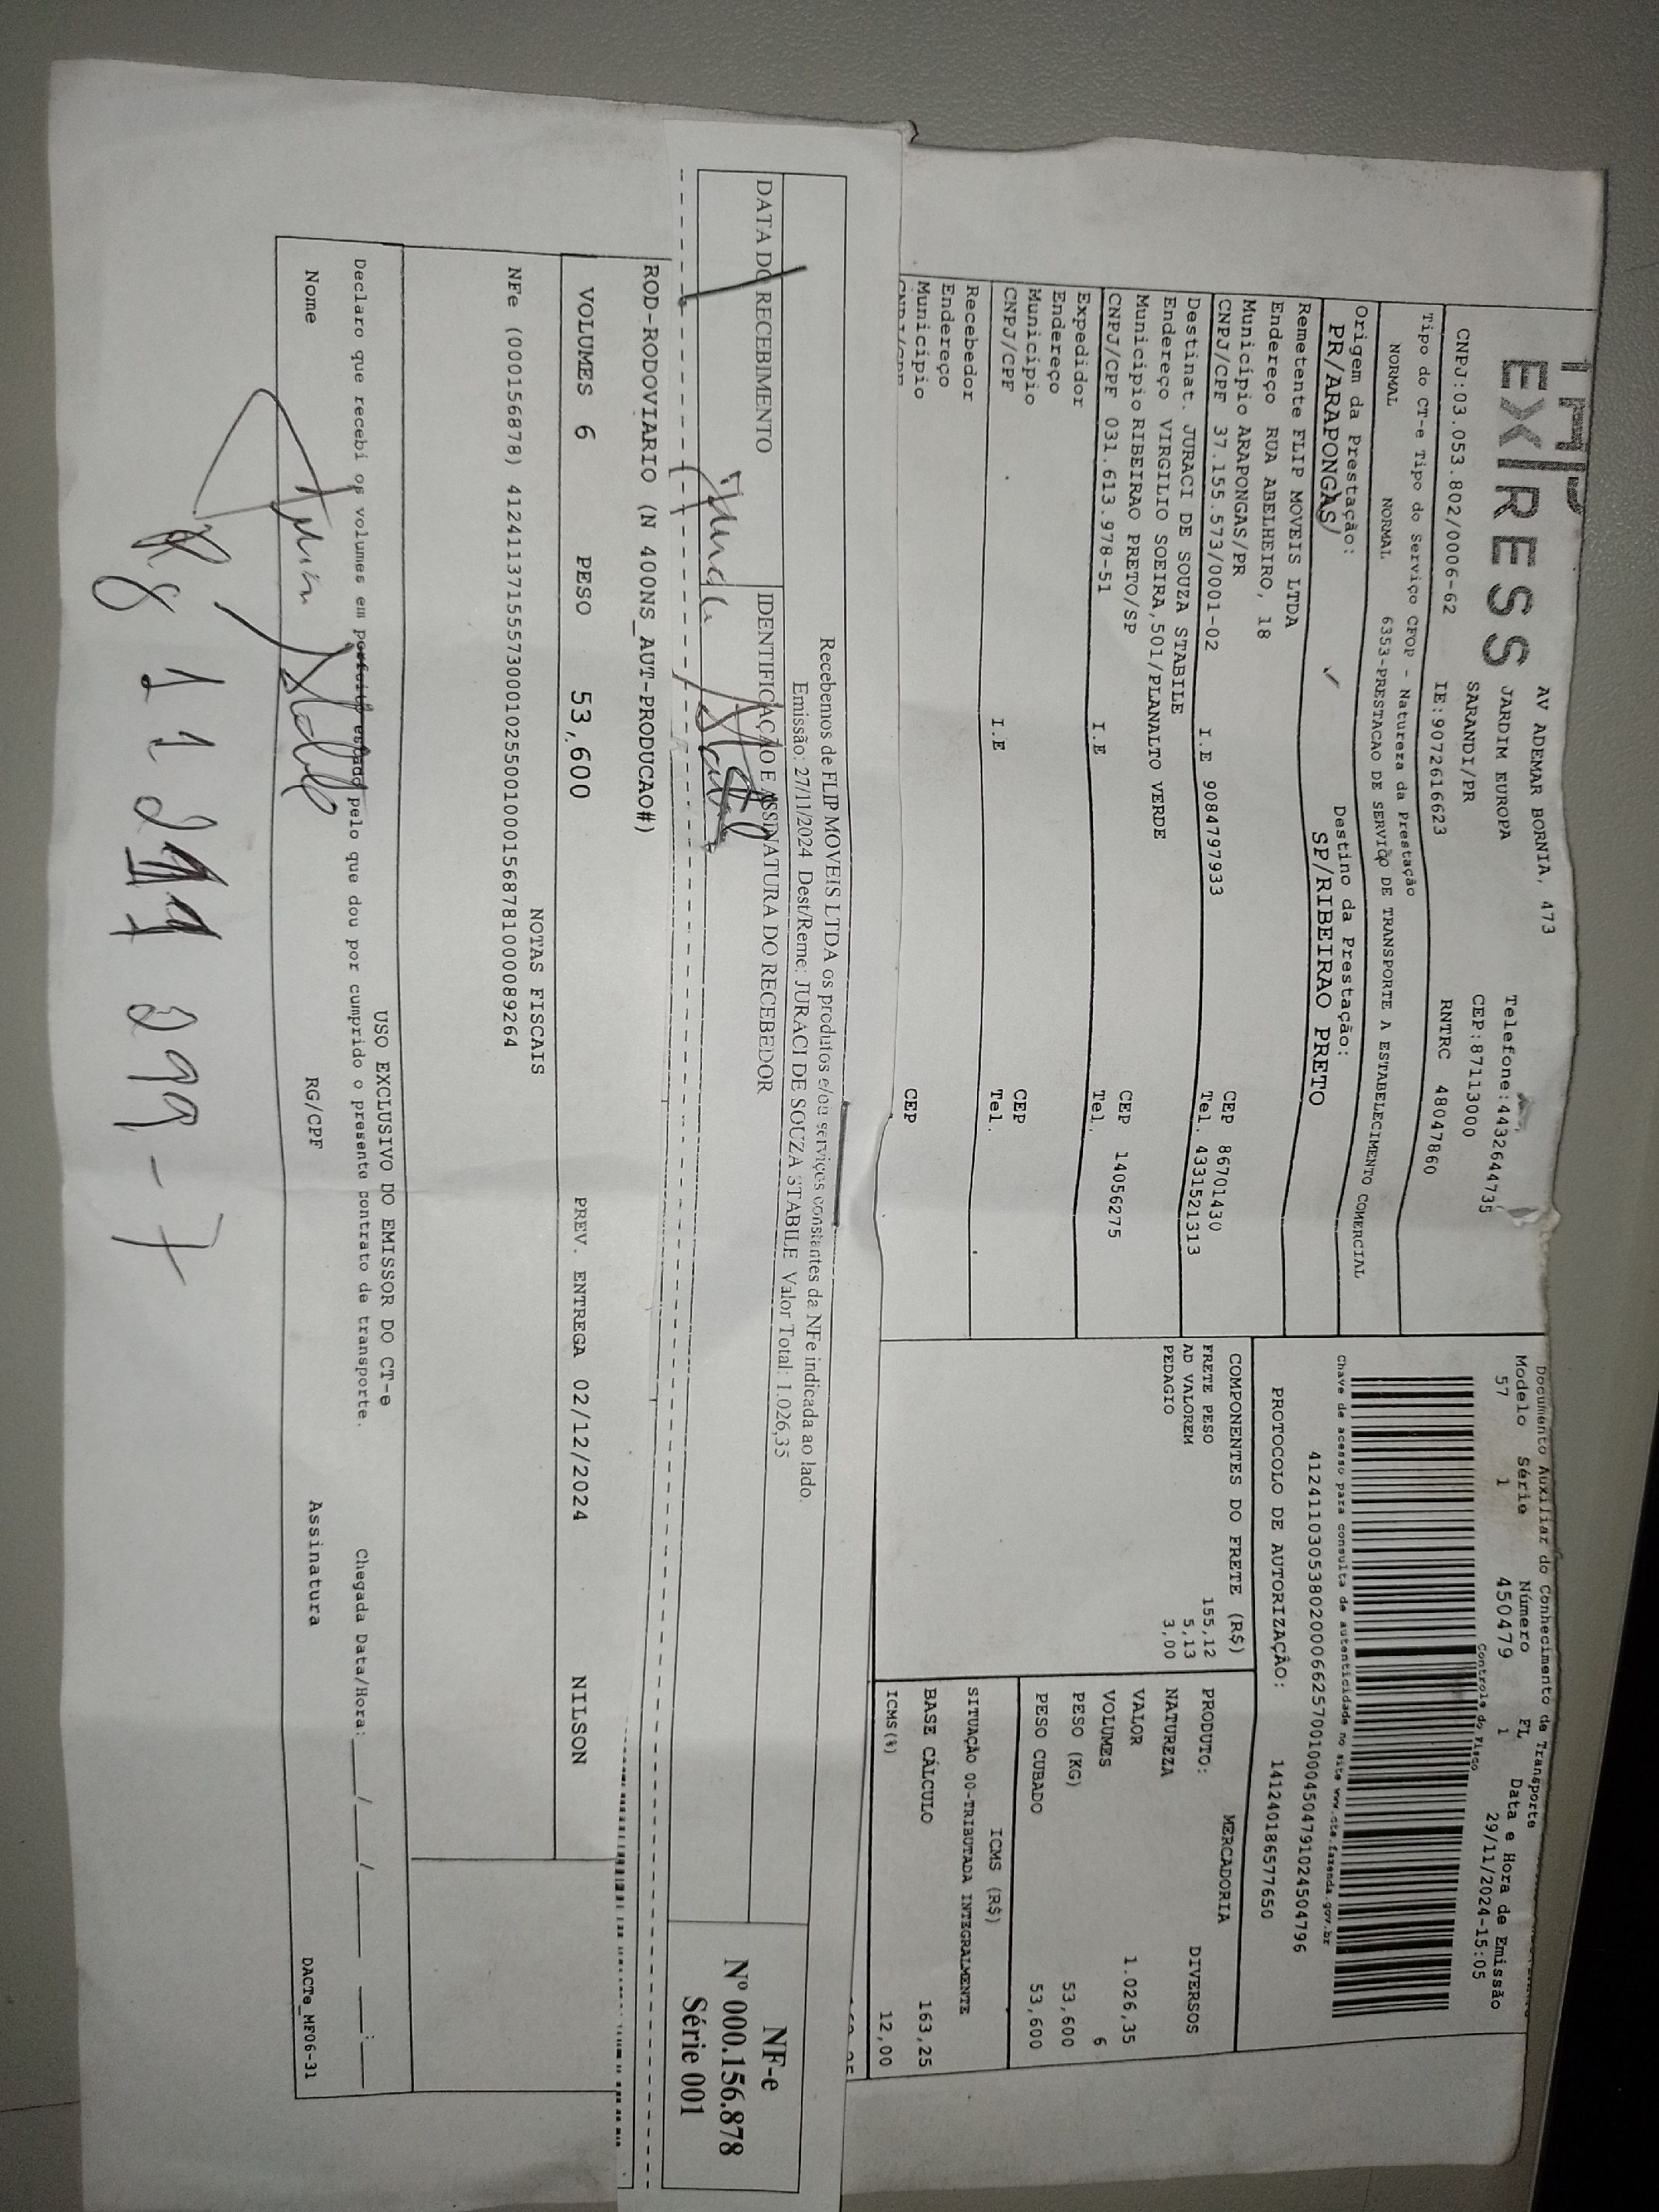 EXPRESS
AV ADEMAR BORNIA, 473
JARDIM EUROPA
SARANDI/PR
Telefone:4432644735
CEP:87113000
CNPJ:03.053.802/0006-62
IE:9072616623
RNTRC 48047860
Tipo do CT-e Tipo do Serviço CFOP - Natureza da Prestação
NORMAL NORMAL 6353-PRESTACAO DE SERVIÇO DE TRANSPORTE A ESTABELECIMENTO COMERCIAL
Origem da Prestação: Destino da Prestação:
PR/ARAPONGAS/ SP/RIBEIRAO PRETO
Remetente FLIP MOVEIS LTDA
Endereço RUA ABELHEIRO, 18
Município ARAPONGAS/PR CEP 86701430
CNPJ/CPF 37.155.573/0001-02 I.E 9084797933 Tel. 4331521313
Destinat. JURACI DE SOUZA STABILE
Endereço VIRGILIO SOEIRA,501/PLANALTO VERDE
Município RIBEIRAO PRETO/SP CEP 14056275
CNPJ/CPF 031.613.978-51 I.E Tel.
Expedidor
Endereço
Município CEP
CNPJ/CPF I.E Tel.
Recebedor
Endereço
Município CEP
CNPJ/CPF
Documento Auxiliar do Conhecimento de Transporte
Modelo Série Número FL Data e Hora de Emissão
57 1 450479 1 29/11/2024-15:05
Controle do Fisco
Chave de acesso para consulta de autenticidade no site www.cte.fazenda.gov.br
41241103053802000662570010004504791024504796
PROTOCOLO DE AUTORIZAÇÃO: 141240186577650
COMPONENTES DO FRETE (R$)
FRETE PESO 155,12
AD VALOREM 5,13
PEDAGIO 3,00
MERCADORIA
PRODUTO: DIVERSOS
NATUREZA
VALOR 1.026,35
VOLUMES 6
PESO (KG) 53,600
PESO CUBADO 53,600
ICMS (R$)
SITUAÇÃO 00-TRIBUTADA INTEGRALMENTE
BASE CÁLCULO 163,25
ICMS(%) 12,00
Recebemos de FLIP MOVEIS LTDA os produtos e/ou serviços constantes da NFe indicada ao lado.
Emissão: 27/11/2024 Dest/Reme: JURACI DE SOUZA STABILE Valor Total: 1.026,35
DATA DO RECEBIMENTO IDENTIFICAÇÃO E ASSINATURA DO RECEBEDOR
NF-e
Nº 000.156.878
Série 001
ROD-RODOVIARIO (N 400NS_AUT-PRODUCAO#)
VOLUMES 6 PESO 53,600 PREV. ENTREGA 02/12/2024 NILSON
NOTAS FISCAIS
NFe (000156878) 41241137155573000102550010001568781000089264
USO EXCLUSIVO DO EMISSOR DO CT-e
Declaro que recebi os volumes em perfeito estado pelo que dou por cumprido o presente contrato de transporte. Chegada Data/Hora: ___/___/___ __:__
Nome RG/CPF Assinatura DACTe_MF06-31